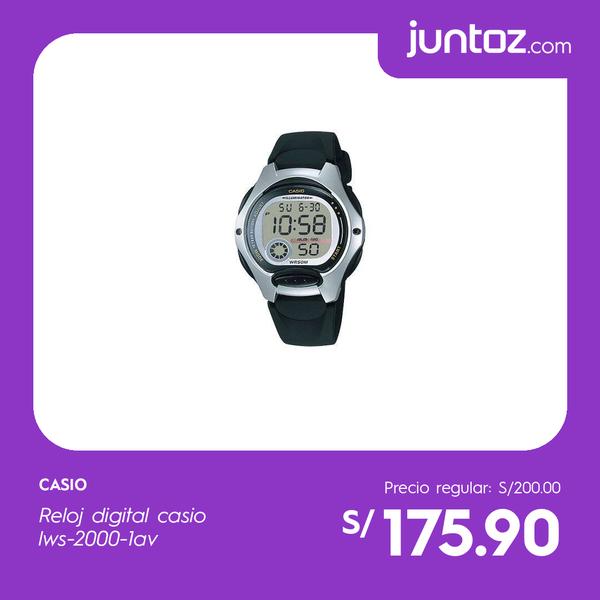 juntoz.com
CASIO
ILLUMINATOR
SU 6-30
10:58
50
WR50M
CASIO
Precio regular: S/200.00
Reloj digital casio
lws-2000-1av
S/175.90